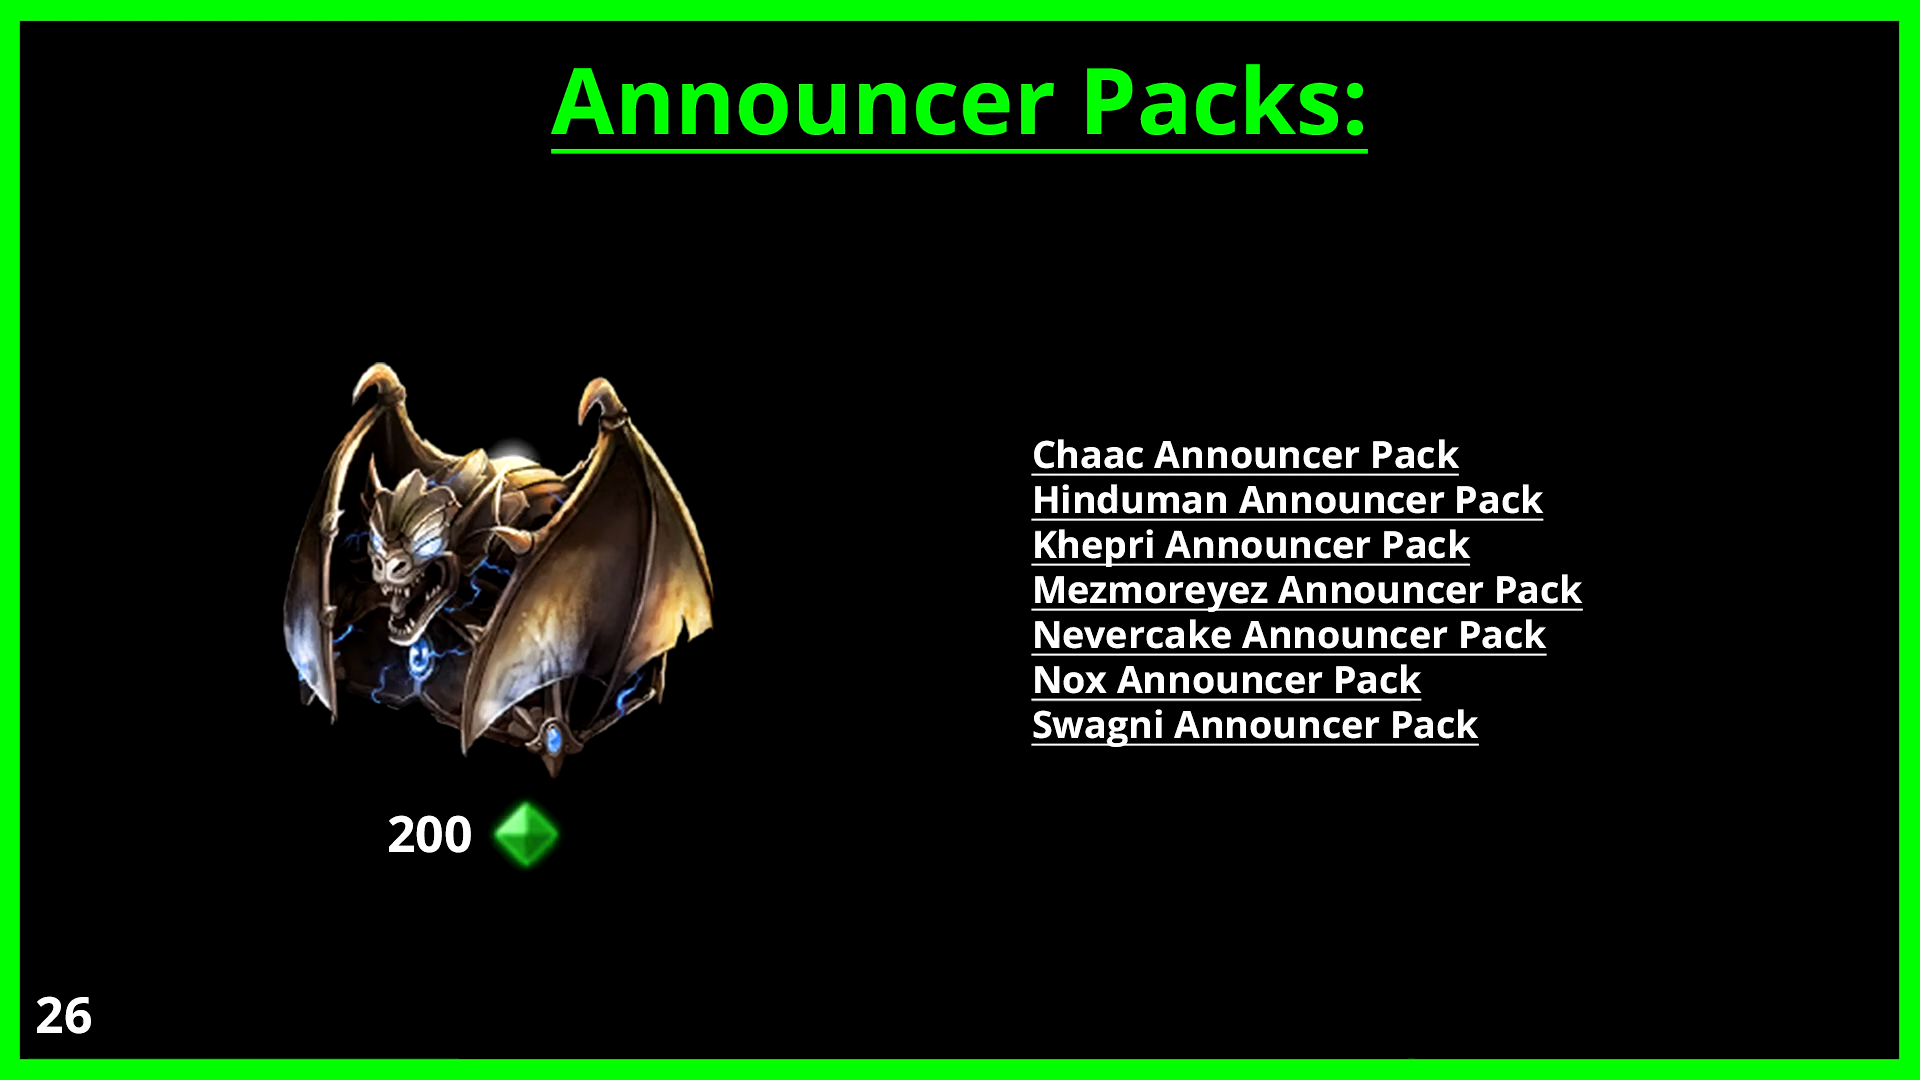 Announcer Packs:
Chaac Announcer Pack
Hinduman Announcer Pack
Khepri Announcer Pack
Mezmoreyez Announcer Pack
Nevercake Announcer Pack
Nox Announcer Pack
Swagni Announcer Pack
200
26